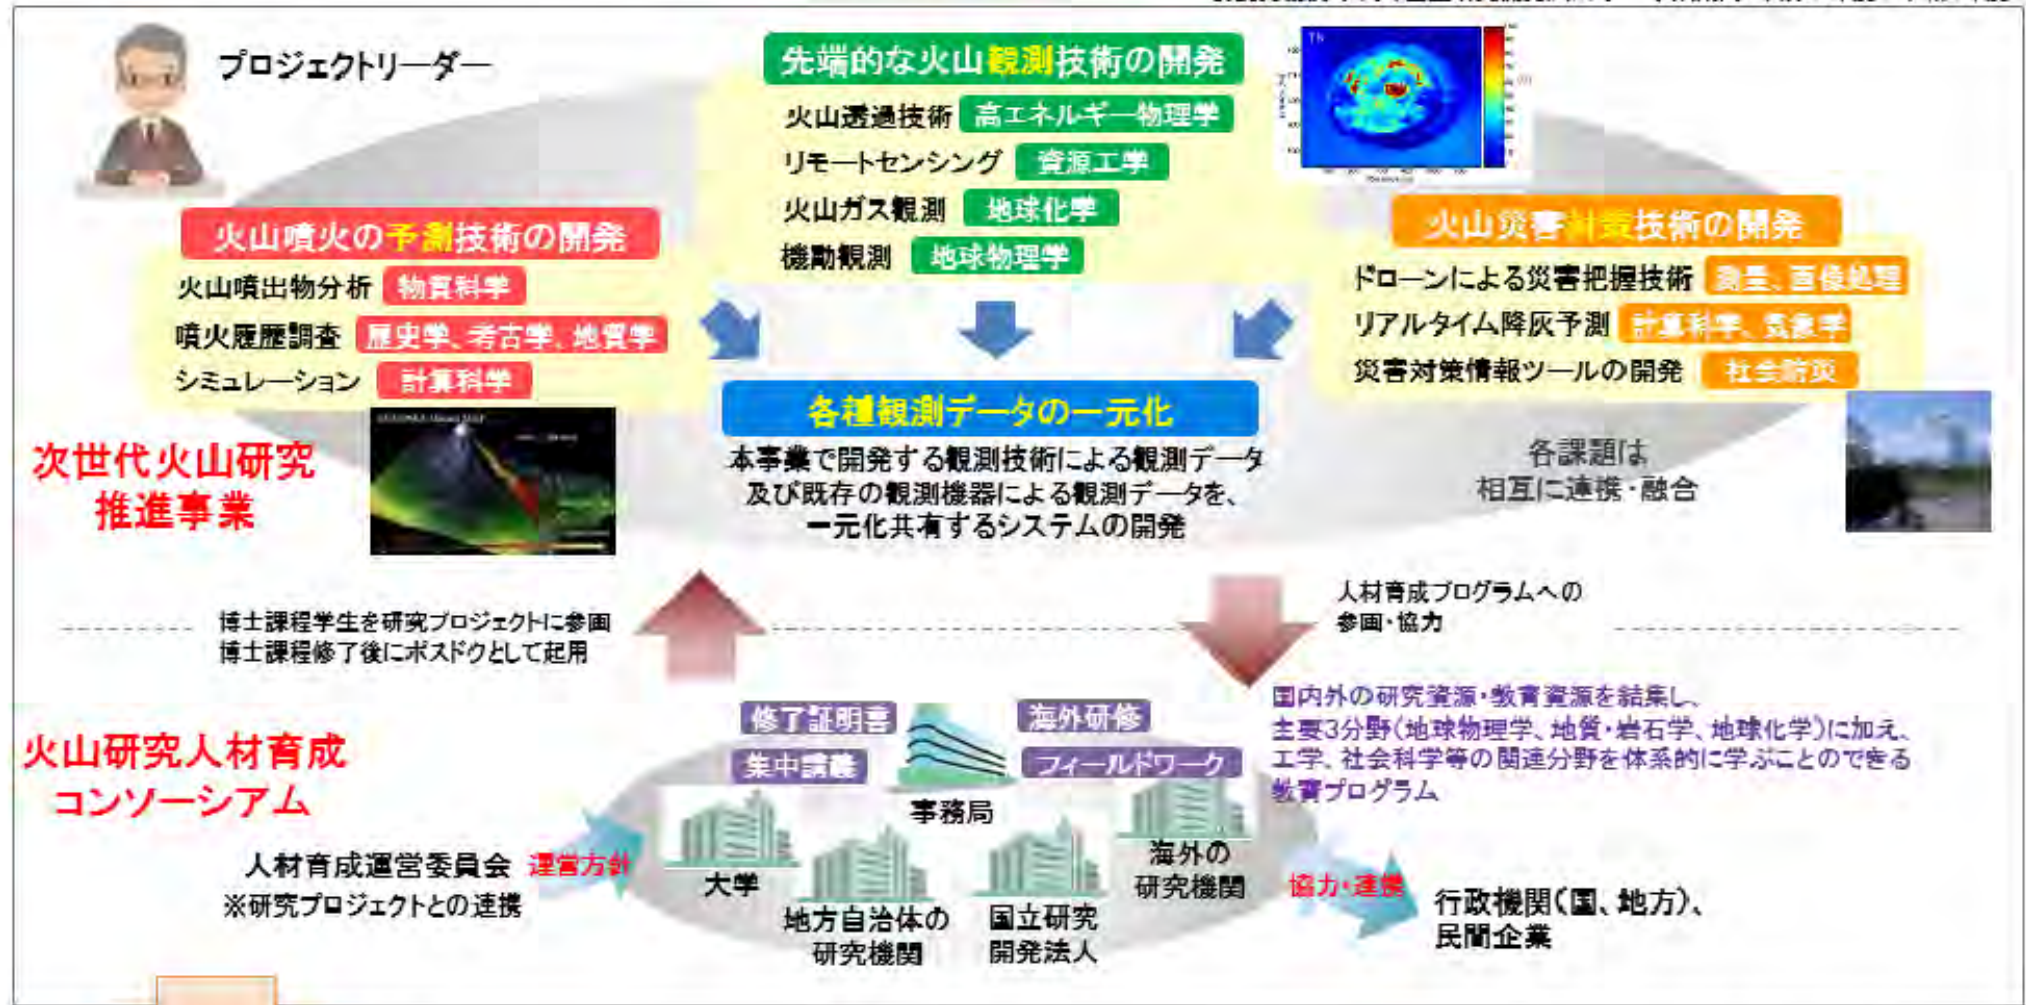 プロジェクトリーダー
先端的な火山観測技術の開発
火山透過技術 高エネルギー物理学
リモートセンシング 資源工学
火山ガス観測 地球化学
機動観測 地球物理学
火山噴火の予測技術の開発
火山噴出物分析 物質科学
噴火履歴調査 歴史学、考古学、地質学
シミュレーション 計算科学
火山災害対策技術の開発
ドローンによる災害把握技術 測量、画像処理
リアルタイム降灰予測 計算科学、気象学
災害対策情報ツールの開発 社会防災
各種観測データの一元化
本事業で開発する観測技術による観測データ
及び既存の観測機器による観測データを、
一元化共有するシステムの開発
各課題は
相互に連携・融合
次世代火山研究
推進事業
博士課程学生を研究プロジェクトに参画
博士課程修了後にポスドクとして起用
人材育成プログラムへの
参画・協力
火山研究人材育成
コンソーシアム
修了証明書
集中講義
海外研修
フィールドワーク
事務局
国内外の研究資源・教育資源を結集し、
主要3分野(地球物理学、地質・岩石学、地球化学)に加え、
工学、社会科学等の関連分野を体系的に学ぶことのできる
教育プログラム
人材育成運営委員会 運営方針
※研究プロジェクトとの連携
大学
地方自治体の
研究機関
国立研究
開発法人
海外の
研究機関
協力・連携
行政機関(国、地方)、
民間企業